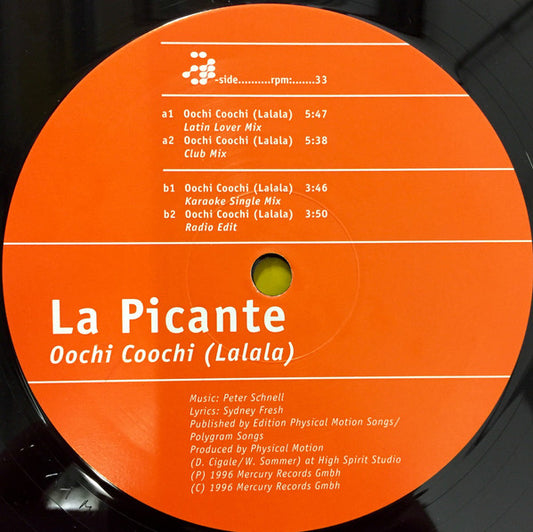 a-side..........rpm:.......33
a1 Oochi Coochi (Lalala) 5:47
Latin Lover Mix
a2 Oochi Coochi (Lalala) 5:38
Club Mix
b1 Oochi Coochi (Lalala) 3:46
Karaoke Single Mix
b2 Oochi Coochi (Lalala) 3:50
Radio Edit
La Picante
Oochi Coochi (Lalala)
Music: Peter Schnell
Lyrics: Sydney Fresh
Published by Edition Physical Motion Songs/
Polygram Songs
Produced by Physical Motion
(D. Cigale/W. Sommer) at High Spirit Studio
(P) 1996 Mercury Records Gmbh
(C) 1996 Mercury Records Gmbh